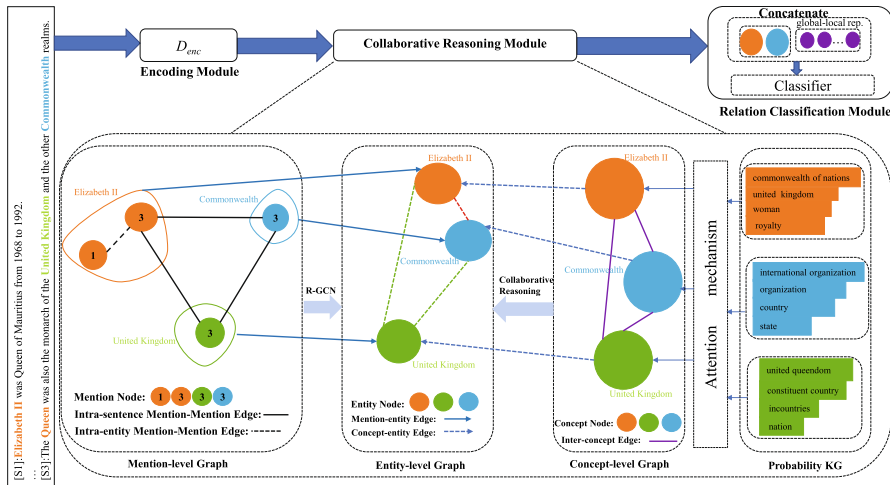 [S1]:Elizabeth II was Queen of Mauritius from 1968 to 1992.
…
[S3]:The Queen was also the monarch of the United Kingdom and the other Commonwealth realms.
D_enc
Encoding Module
Collaborative Reasoning Module
Concatenate
global-local rep.
...
Classifier
Relation Classification Module
Elizabeth II
3
1
Commonwealth
3
3
United Kingdom
Mention Node: 1 3 3 3
Intra-sentence Mention-Mention Edge:
Intra-entity Mention-Mention Edge:
Mention-level Graph
R-GCN
Elizabeth II
Commonwealth
United Kingdom
Entity Node:
Mention-entity Edge:
Concept-entity Edge:
Entity-level Graph
Collaborative
Reasoning
Elizabeth II
Commonwealth
United Kingdom
Concept Node:
Inter-concept Edge:
Concept-level Graph
Attention mechanism
commonwealth of nations
united kingdom
woman
royalty
international organization
organization
country
state
united queendom
constituent country
incountries
nation
Probability KG